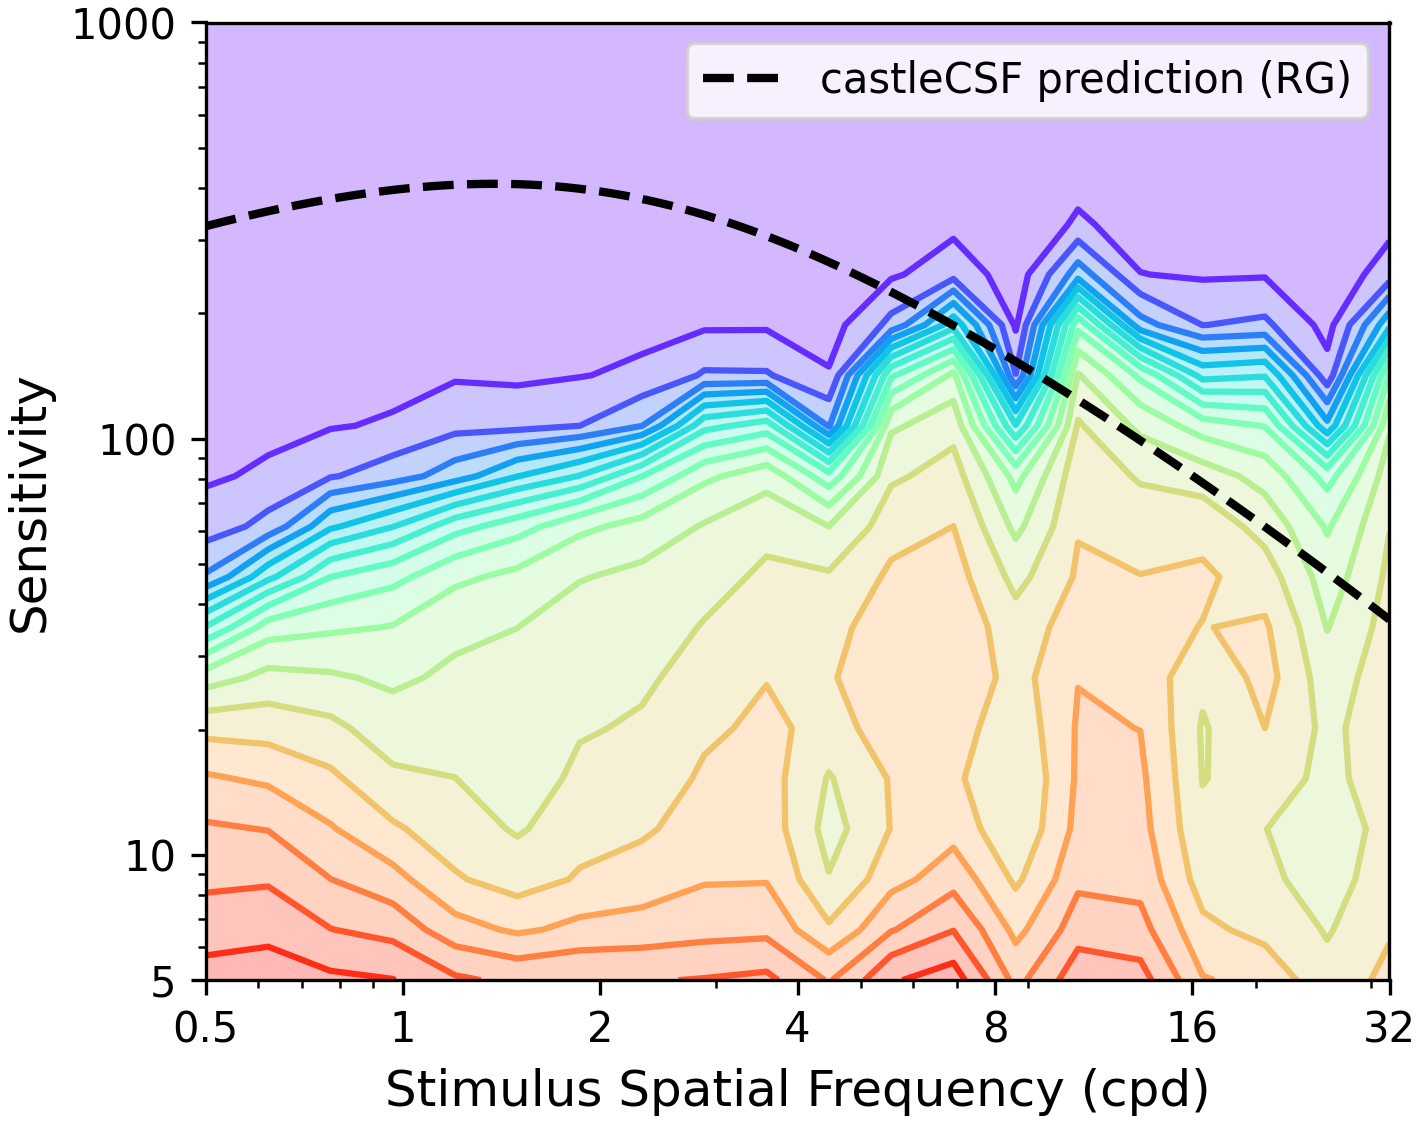 1000
castleCSF prediction (RG)
100
Sensitivity
10
5
0.5 1 2 4 8 16 32
Stimulus Spatial Frequency (cpd)